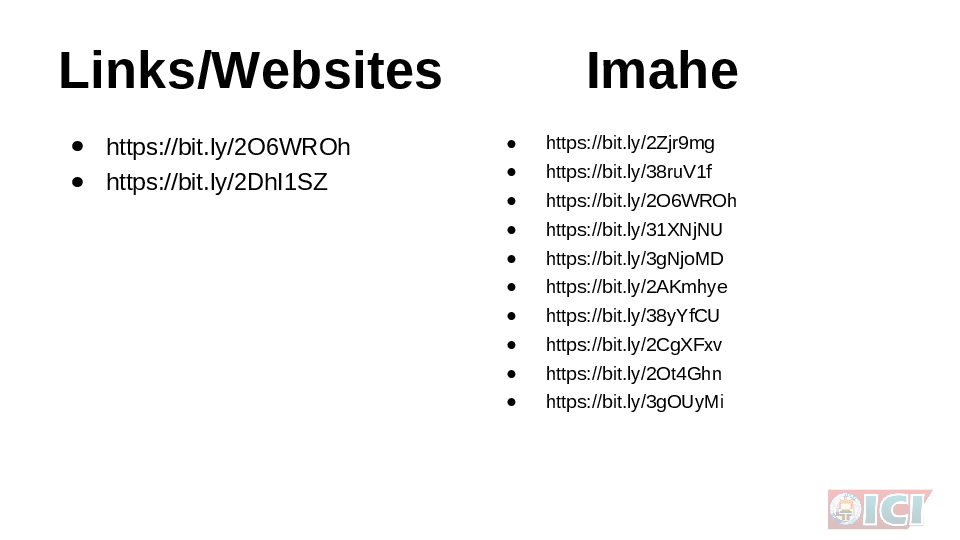 Links/Websites
● https://bit.ly/2O6WROh
● https://bit.ly/2DhI1SZ
Imahe
● https://bit.ly/2Zjr9mg
● https://bit.ly/38ruV1f
● https://bit.ly/2O6WROh
● https://bit.ly/31XNjNU
● https://bit.ly/3gNjoMD
● https://bit.ly/2AKmhye
● https://bit.ly/38yYfCU
● https://bit.ly/2CgXFxv
● https://bit.ly/2Ot4Ghn
● https://bit.ly/3gOUyMi
ICI